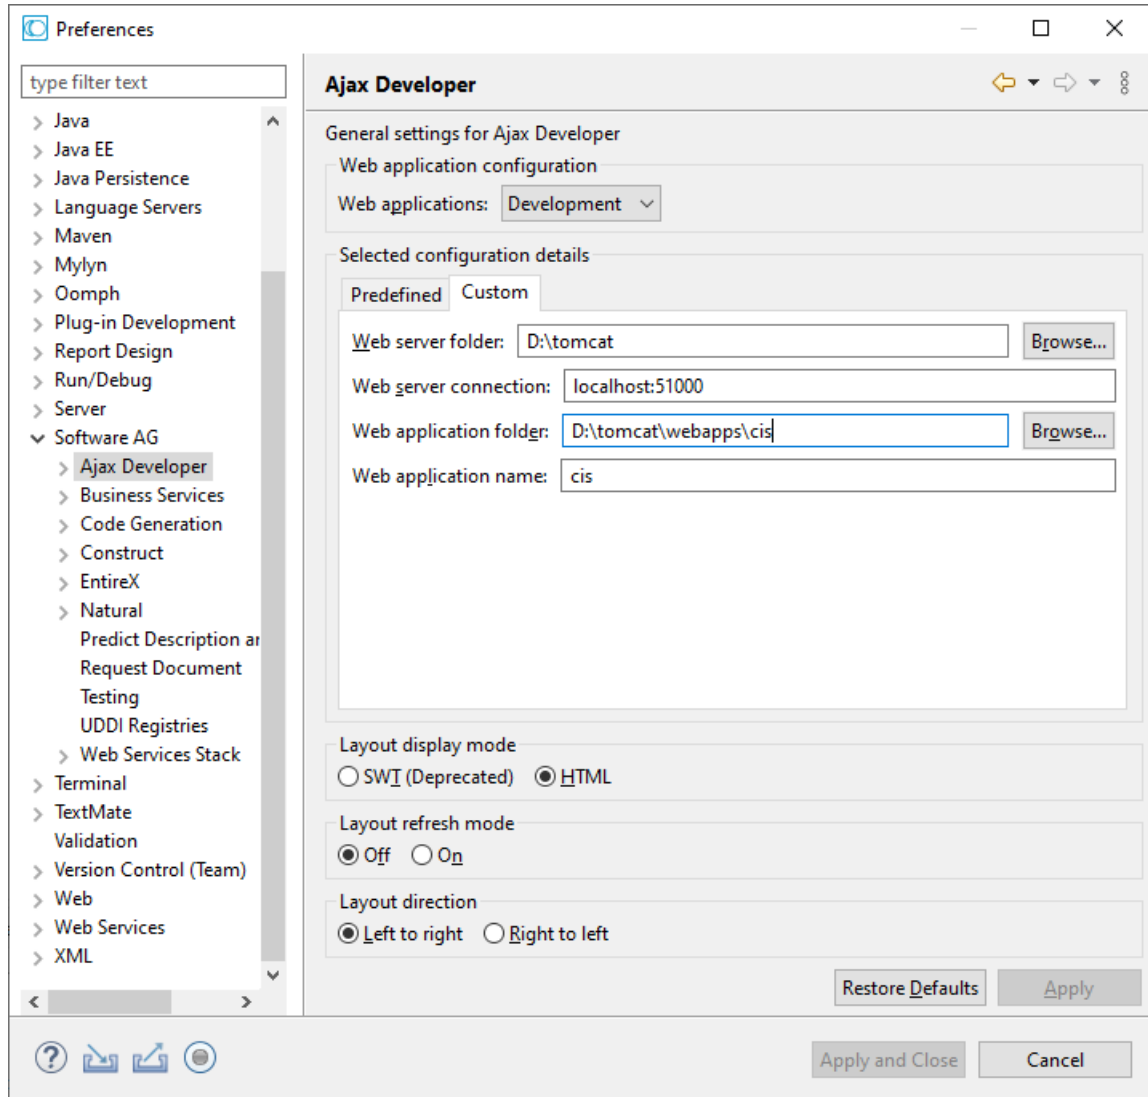 Preferences
type filter text
Java
Java EE
Java Persistence
Language Servers
Maven
Mylyn
Oomph
Plug-in Development
Report Design
Run/Debug
Server
Software AG
Ajax Developer
Business Services
Code Generation
Construct
EntireX
Natural
Predict Description ar
Request Document
Testing
UDDI Registries
Web Services Stack
Terminal
TextMate
Validation
Version Control (Team)
Web
Web Services
XML
Ajax Developer
General settings for Ajax Developer
Web application configuration
Web applications: Development
Selected configuration details
Predefined Custom
Web server folder: D:\tomcat Browse...
Web server connection: localhost:51000
Web application folder: D:\tomcat\webapps\cis Browse...
Web application name: cis
Layout display mode
SWT (Deprecated) HTML
Layout refresh mode
Off On
Layout direction
Left to right Right to left
Restore Defaults Apply
Apply and Close Cancel